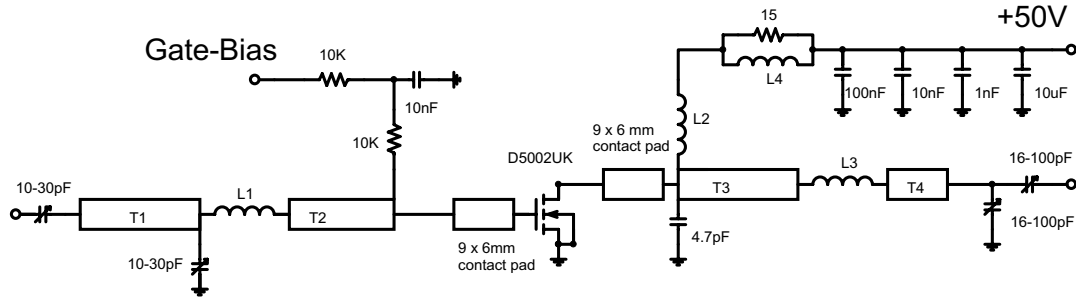 15
+50V
Gate-Bias
10K
L4
10nF
100nF
10nF
1nF
10uF
10K
L2
9 x 6 mm
contact pad
D5002UK
10-30pF
L1
T1
T2
T3
L3
T4
16-100pF
16-100pF
4.7pF
10-30pF
9 x 6mm
contact pad